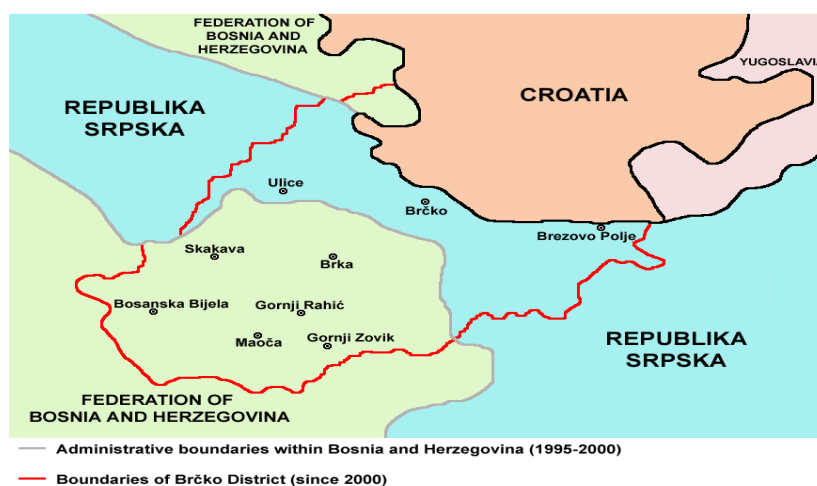 FEDERATION OF
BOSNIA AND
HERZEGOVINA
YUGOSLAVIA
REPUBLIKA
SRPSKA
CROATIA
Ulice
Brčko
Brezovo Polje
Skakava
Brka
Bosanska Bijela
Gornji Rahić
Maoča
Gornji Zovik
REPUBLIKA
SRPSKA
FEDERATION OF
BOSNIA AND HERZEGOVINA
Administrative boundaries within Bosnia and Herzegovina (1995-2000)
Boundaries of Brčko District (since 2000)